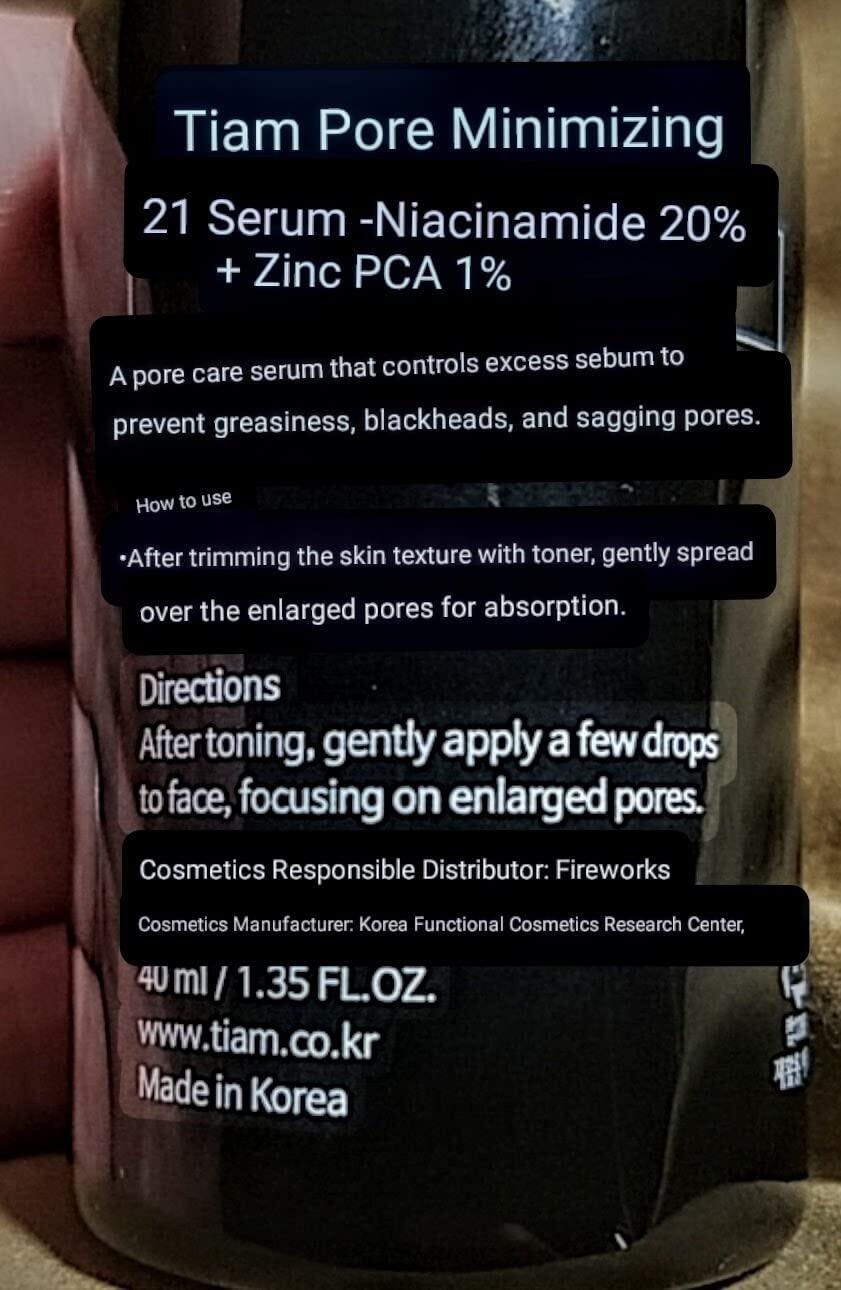 Tiam Pore Minimizing
21 Serum -Niacinamide 20%
+ Zinc PCA 1%
A pore care serum that controls excess sebum to
prevent greasiness, blackheads, and sagging pores.
How to use
•After trimming the skin texture with toner, gently spread
over the enlarged pores for absorption.
Directions
After toning, gently apply a few drops
to face, focusing on enlarged pores.
Cosmetics Responsible Distributor: Fireworks
Cosmetics Manufacturer: Korea Functional Cosmetics Research Center,
40 ml / 1.35 FL.OZ.
www.tiam.co.kr
Made in Korea